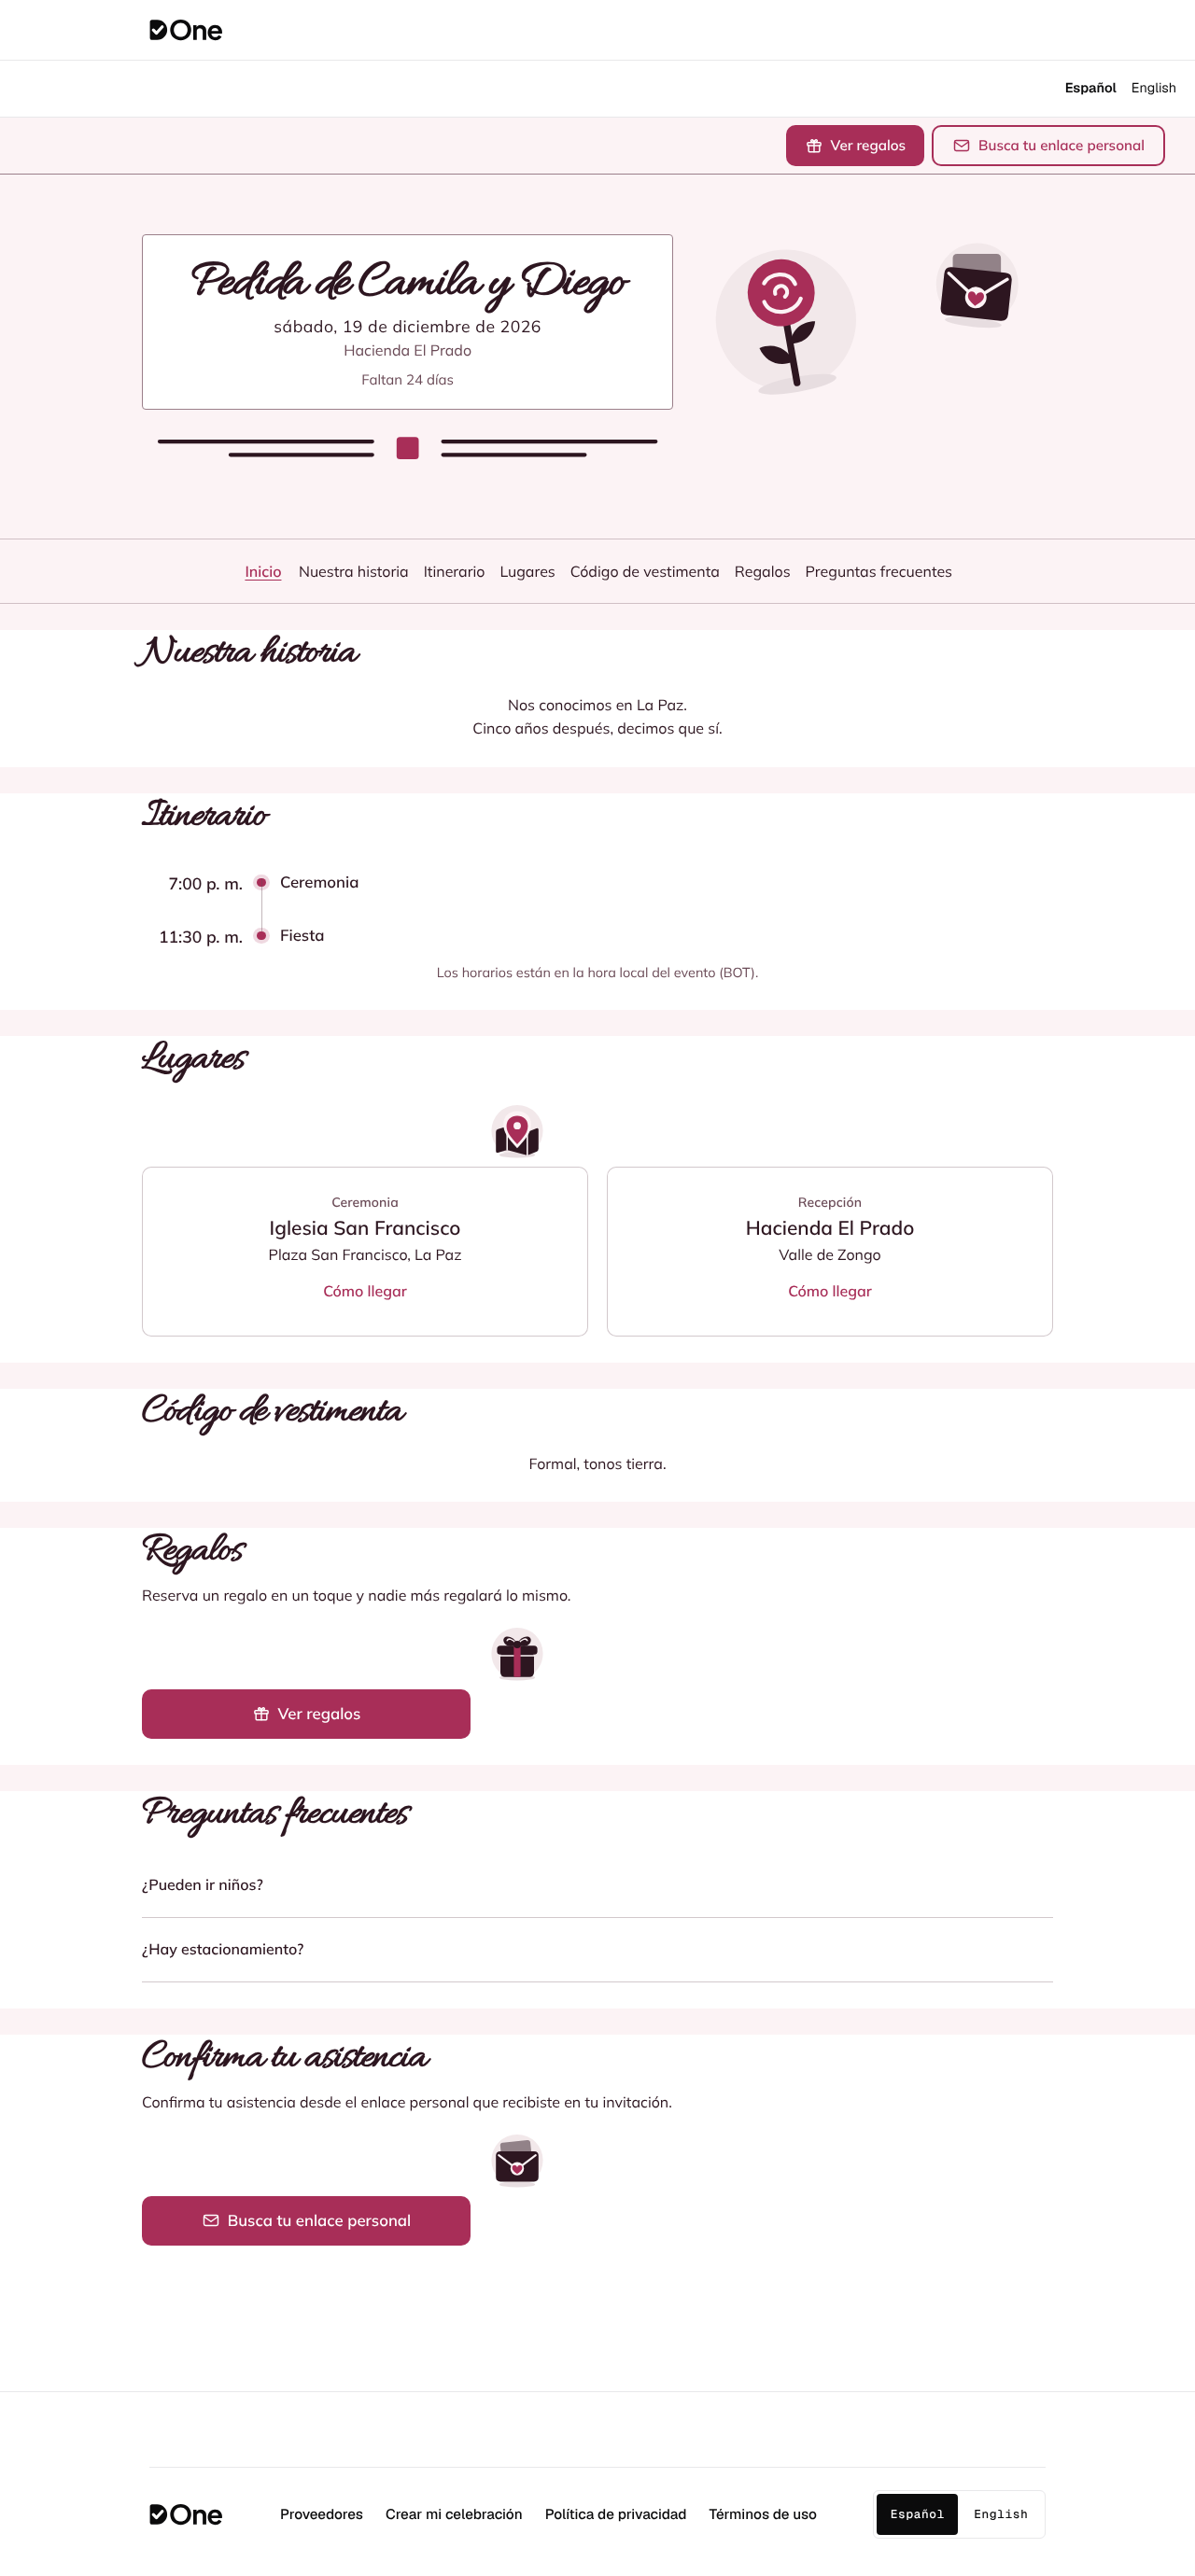 One
Español English
Ver regalos Busca tu enlace personal
Pedida de Camila y Diego
sábado, 19 de diciembre de 2026
Hacienda El Prado
Faltan 24 días
Inicio Nuestra historia Itinerario Lugares Código de vestimenta Regalos Preguntas frecuentes
Nuestra historia
Nos conocimos en La Paz.
Cinco años después, decimos que sí.
Itinerario
7:00 p. m. Ceremonia
11:30 p. m. Fiesta
Los horarios están en la hora local del evento (BOT).
Lugares
Ceremonia
Iglesia San Francisco
Plaza San Francisco, La Paz
Cómo llegar
Recepción
Hacienda El Prado
Valle de Zongo
Cómo llegar
Código de vestimenta
Formal, tonos tierra.
Regalos
Reserva un regalo en un toque y nadie más regalará lo mismo.
Ver regalos
Preguntas frecuentes
¿Pueden ir niños?
¿Hay estacionamiento?
Confirma tu asistencia
Confirma tu asistencia desde el enlace personal que recibiste en tu invitación.
Busca tu enlace personal
One Proveedores Crear mi celebración Política de privacidad Términos de uso Español English